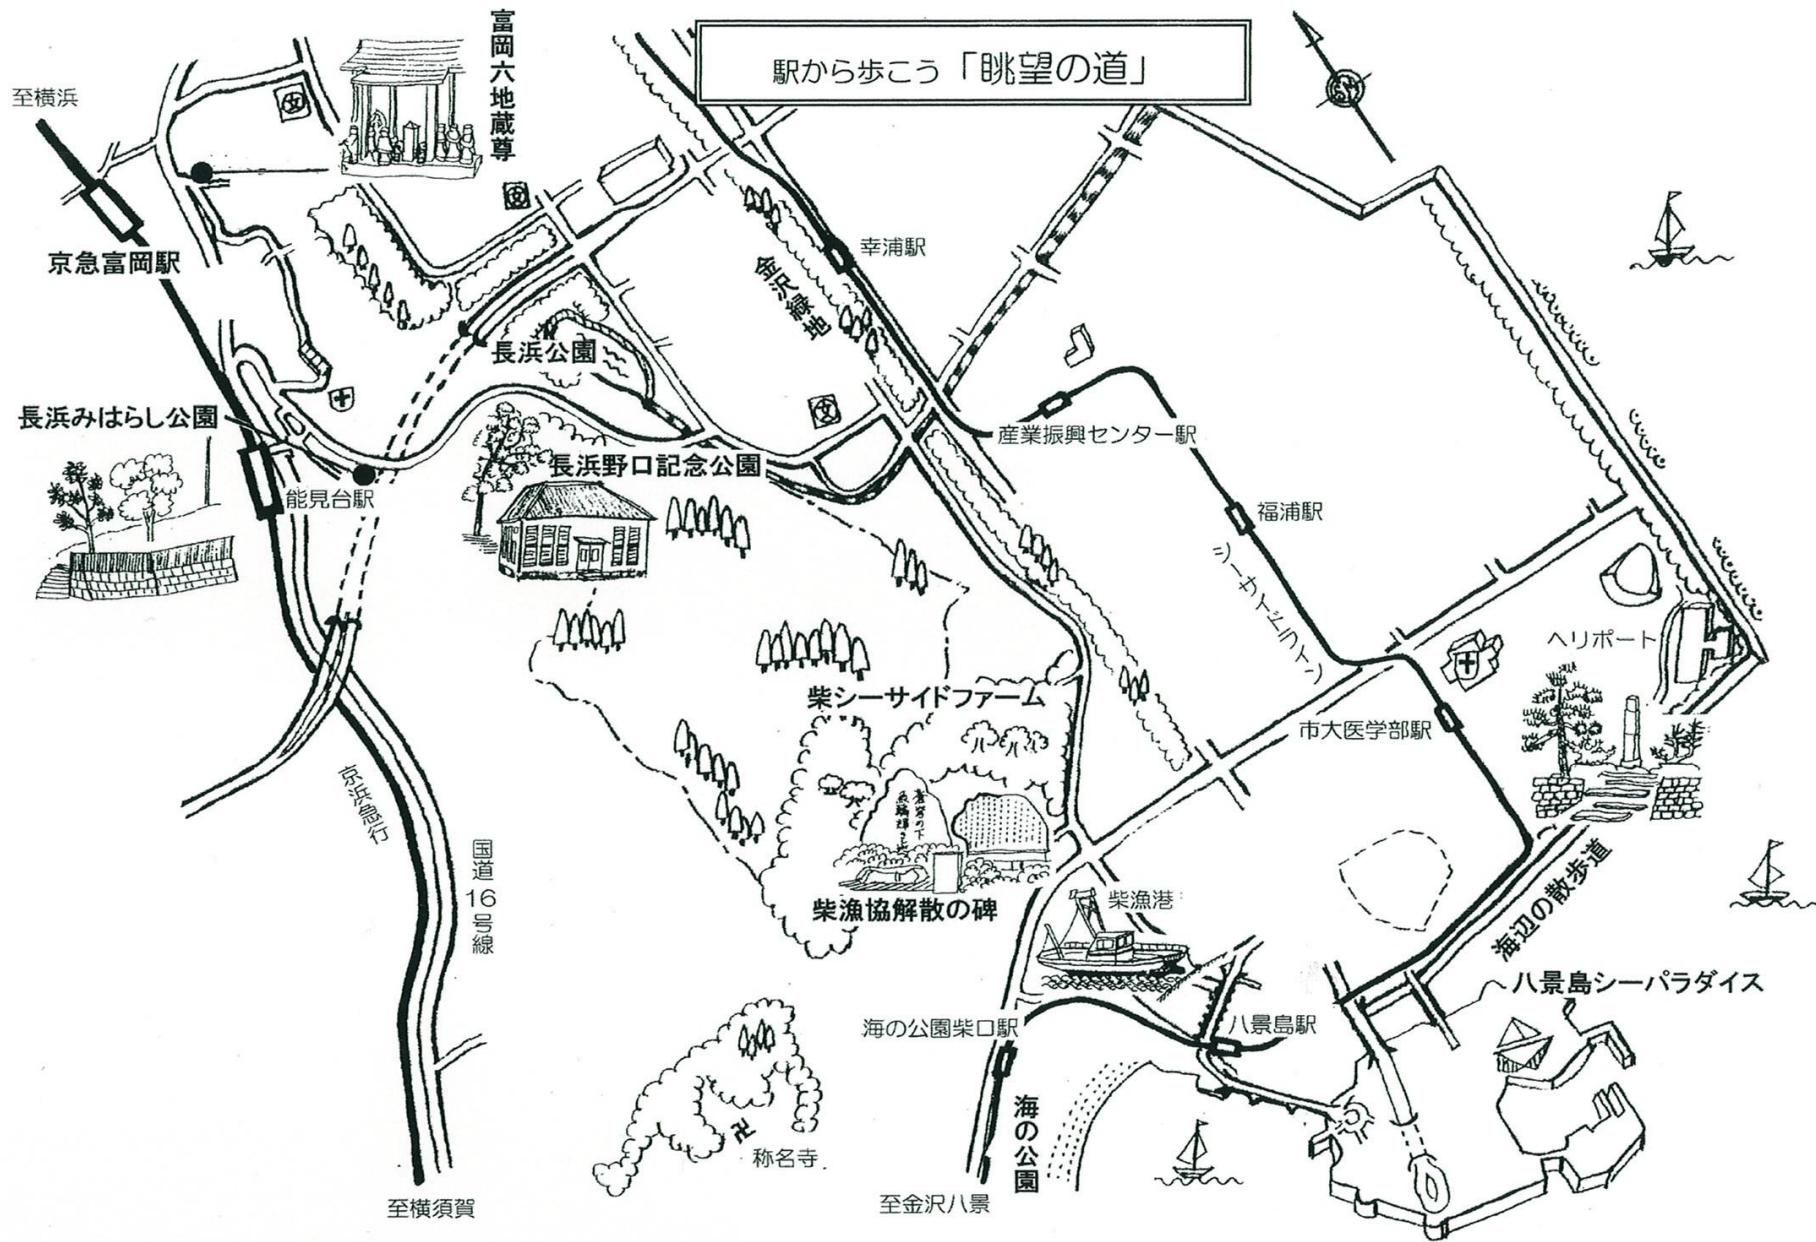 駅から歩こう「眺望の道」
至横浜
富岡六地蔵尊
文
文
京急富岡駅
幸浦駅
金沢緑地
長浜公園
長浜みはらし公園
文
産業振興センター駅
長浜野口記念公園
能見台駅
福浦駅
シーサイドライン
ヘリポート
柴シーサイドファーム
市大医学部駅
京浜急行
国道16号線
柴漁協解散の碑
柴漁港
海辺の散歩道
八景島シーパラダイス
海の公園柴口駅
八景島駅
海の公園
卍
称名寺
至横須賀
至金沢八景